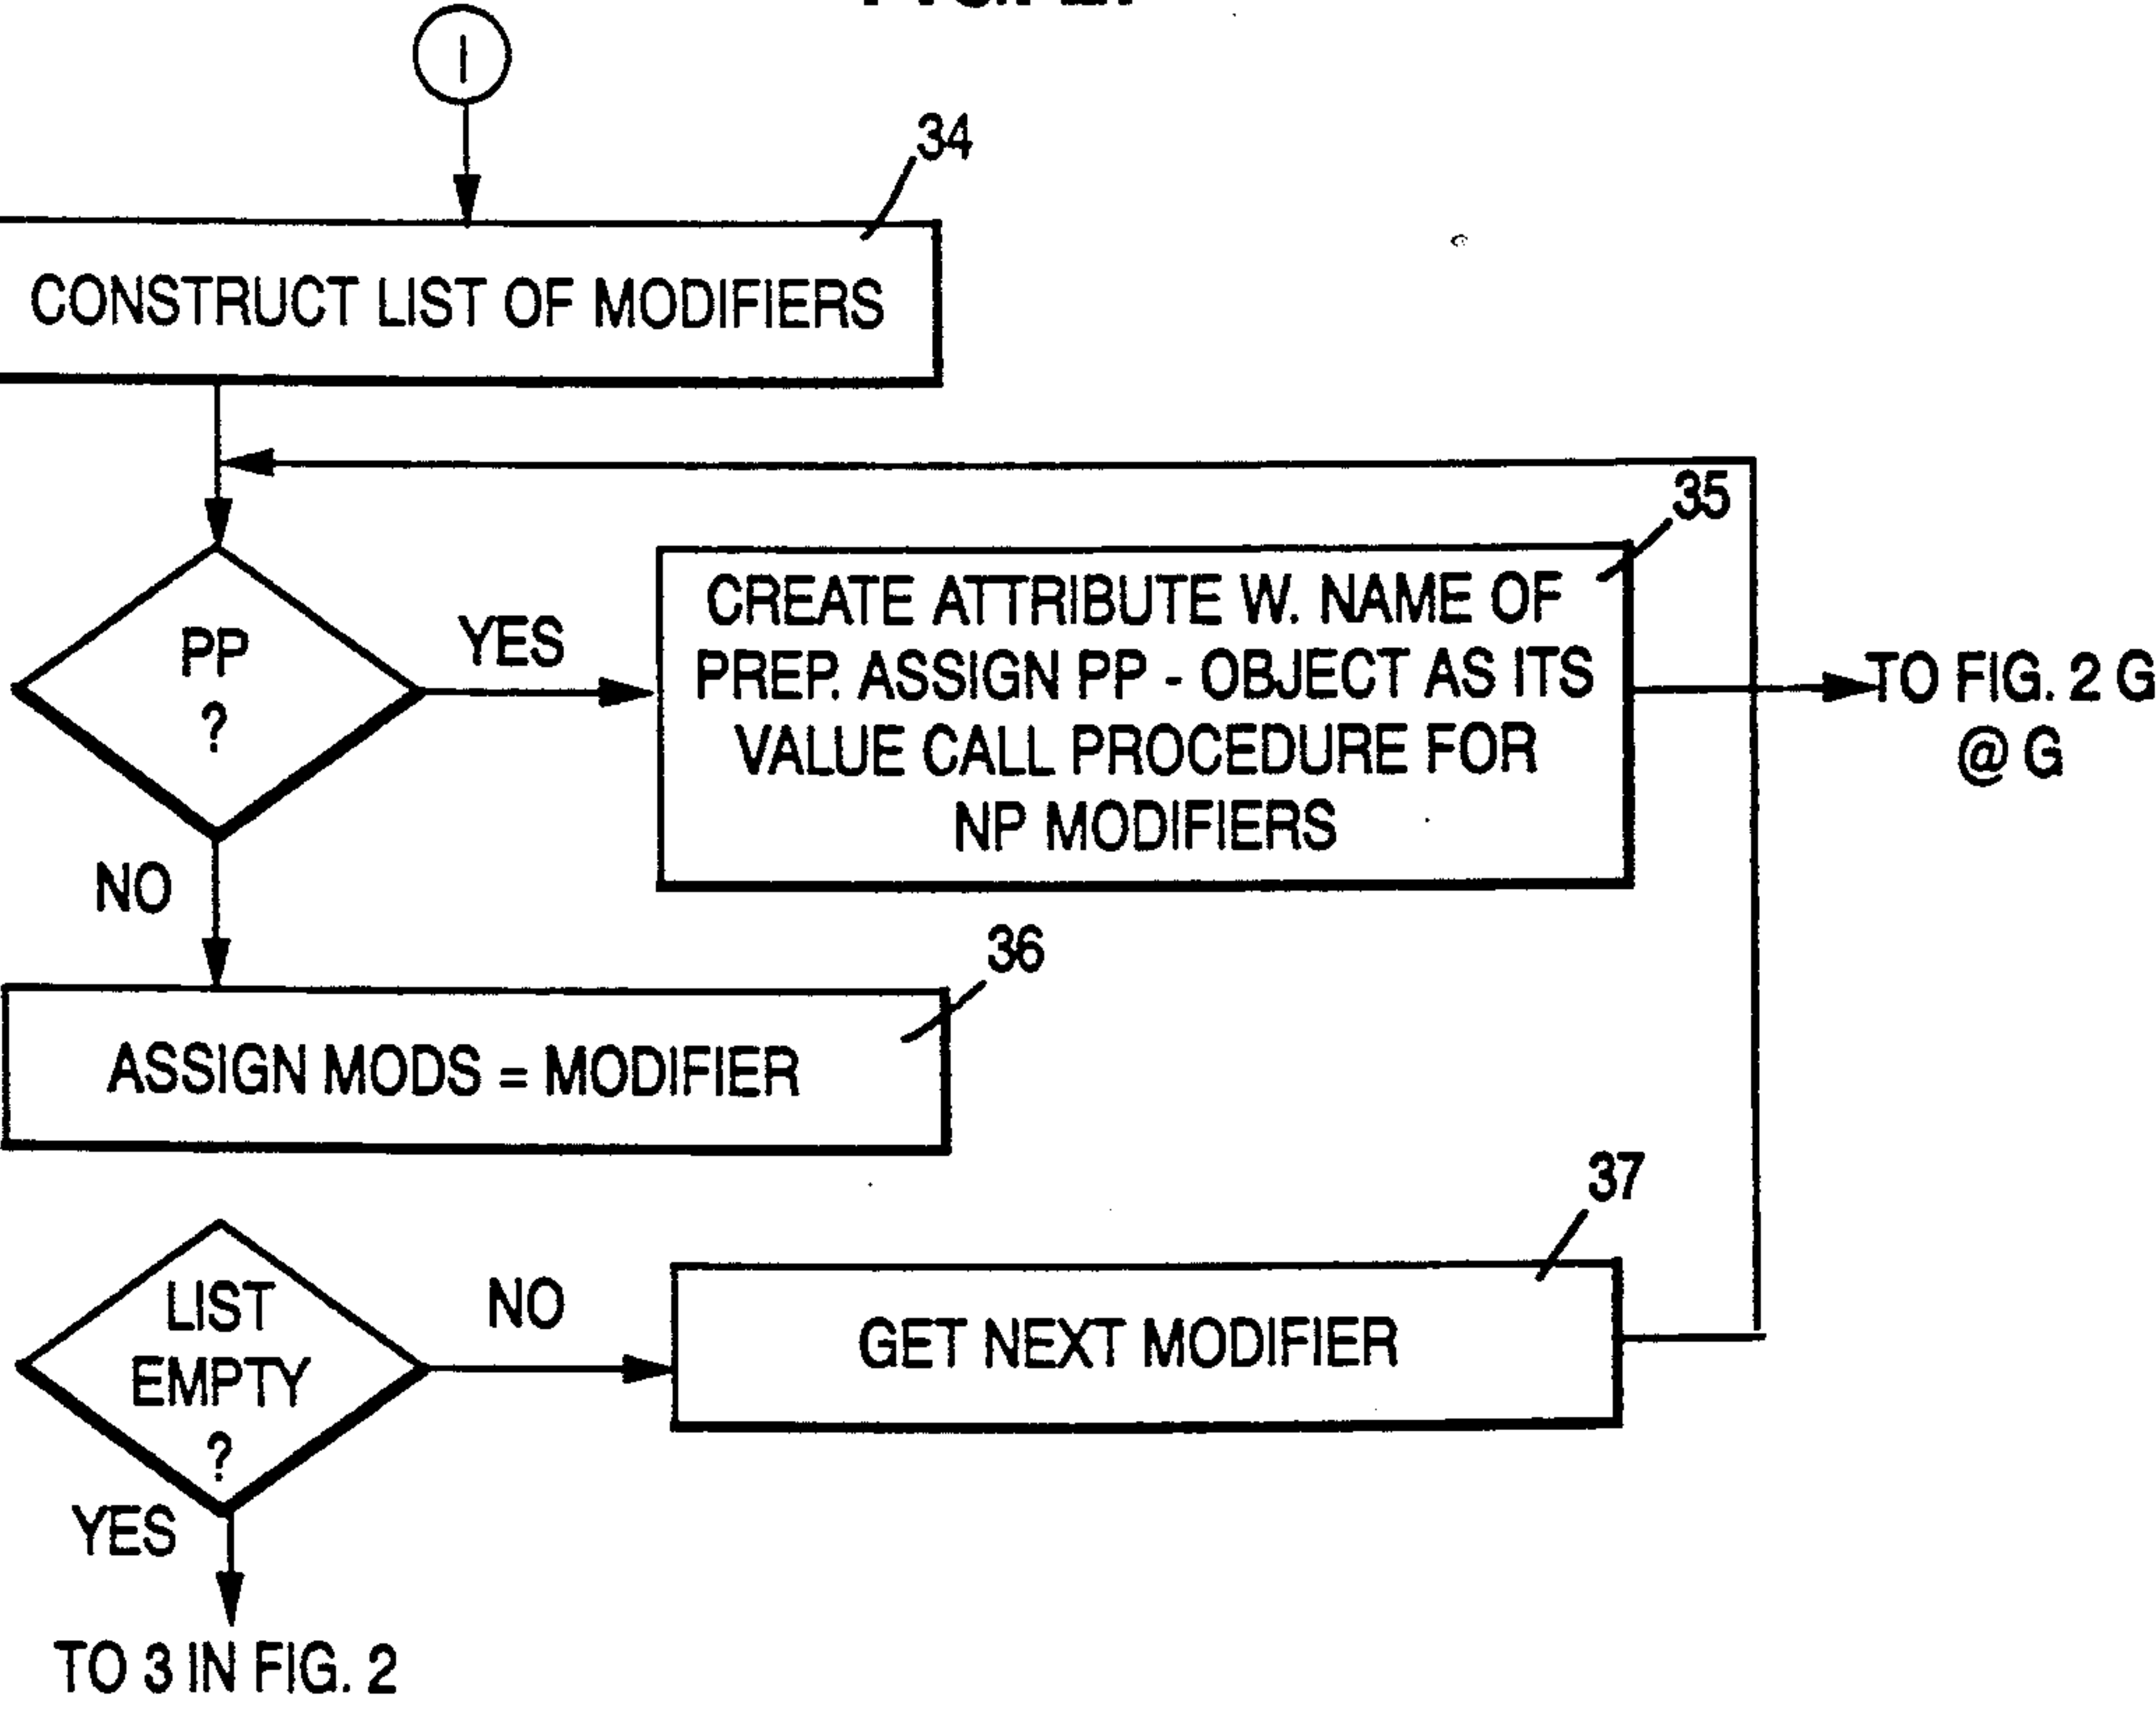 I
34
CONSTRUCT LIST OF MODIFIERS
35
PP
?
YES
CREATE ATTRIBUTE W. NAME OF
PREP. ASSIGN PP - OBJECT AS ITS
VALUE CALL PROCEDURE FOR
NP MODIFIERS
TO FIG. 2 G
@ G
NO
36
ASSIGN MODS = MODIFIER
37
LIST
EMPTY
?
NO
GET NEXT MODIFIER
YES
TO 3 IN FIG. 2